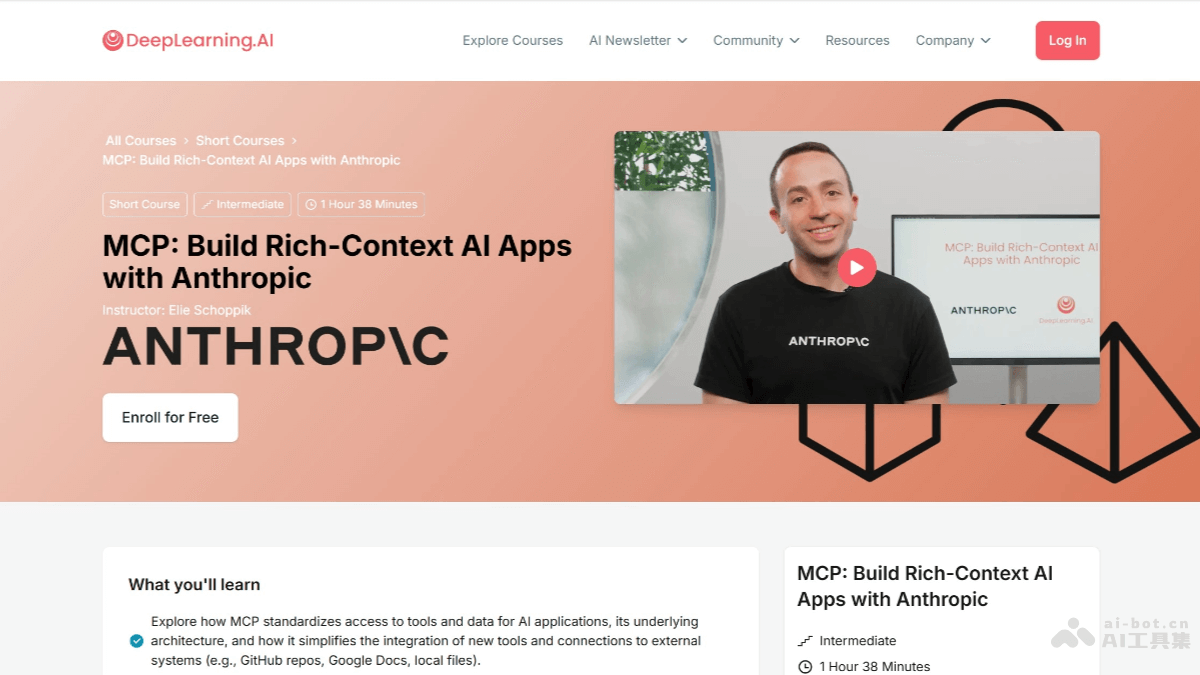 DeepLearning.AI
Explore Courses
AI Newsletter
Community
Resources
Company
Log In
All Courses › Short Courses ›
MCP: Build Rich-Context AI Apps with Anthropic
Short Course
Intermediate
1 Hour 38 Minutes
MCP: Build Rich-Context AI Apps
with Anthropic
Instructor: Elie Schoppik
ANTHROP\C
Enroll for Free
MCP: Build Rich-Context AI
Apps with Anthropic
ANTHROP\C
DeepLearning.AI
ANTHROP\C
What you'll learn
Explore how MCP standardizes access to tools and data for AI applications, its underlying
architecture, and how it simplifies the integration of new tools and connections to external
systems (e.g., GitHub repos, Google Docs, local files).
MCP: Build Rich-Context AI
Apps with Anthropic
Intermediate
1 Hour 38 Minutes
ai-bot.cn
AI工具集